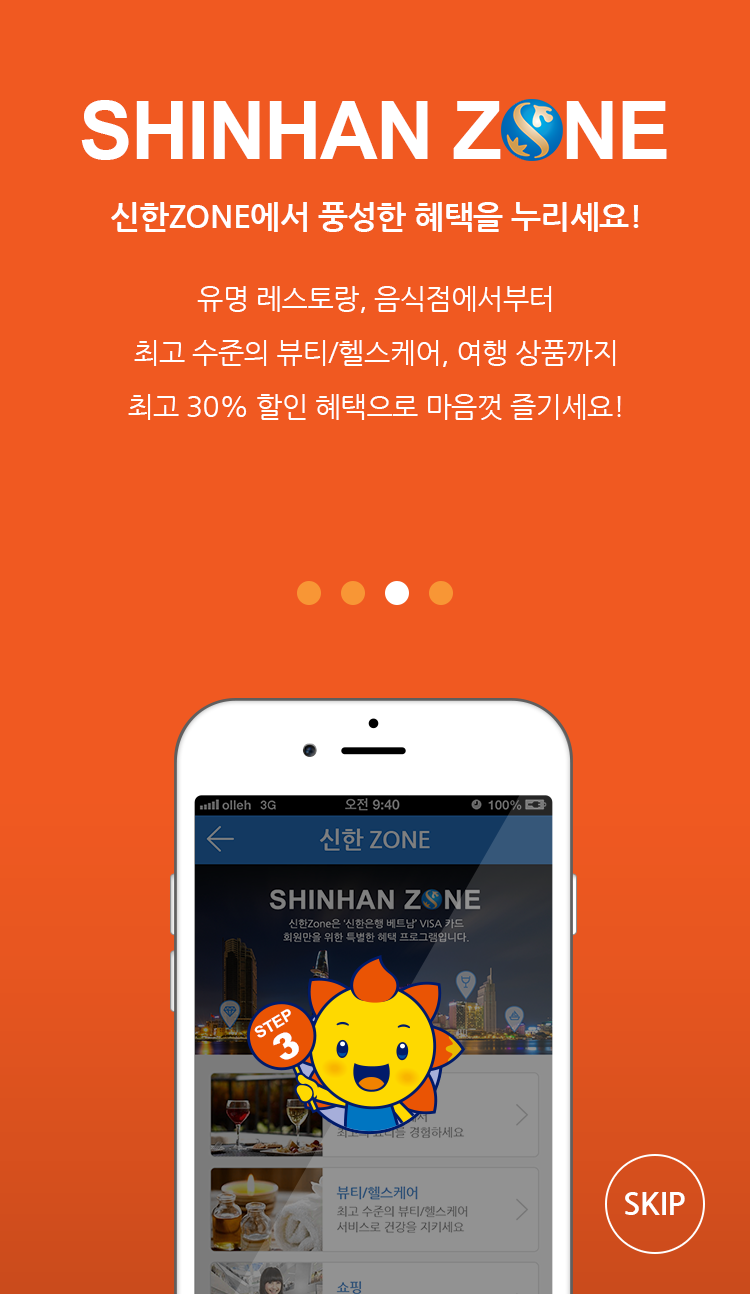 SHINHAN ZONE
신한ZONE에서 풍성한 혜택을 누리세요!
유명 레스토랑, 음식점에서부터
최고 수준의 뷰티/헬스케어, 여행 상품까지
최고 30% 할인 혜택으로 마음껏 즐기세요!
olleh 3G 오전 9:40 100%
신한 ZONE
SHINHAN ZONE
신한Zone은 '신한은행 베트남' VISA 카드
회원만을 위한 특별한 혜택 프로그램입니다.
STEP
3
경험하세요
뷰티/헬스케어
최고 수준의 뷰티/헬스케어
서비스로 건강을 지키세요
쇼핑
SKIP